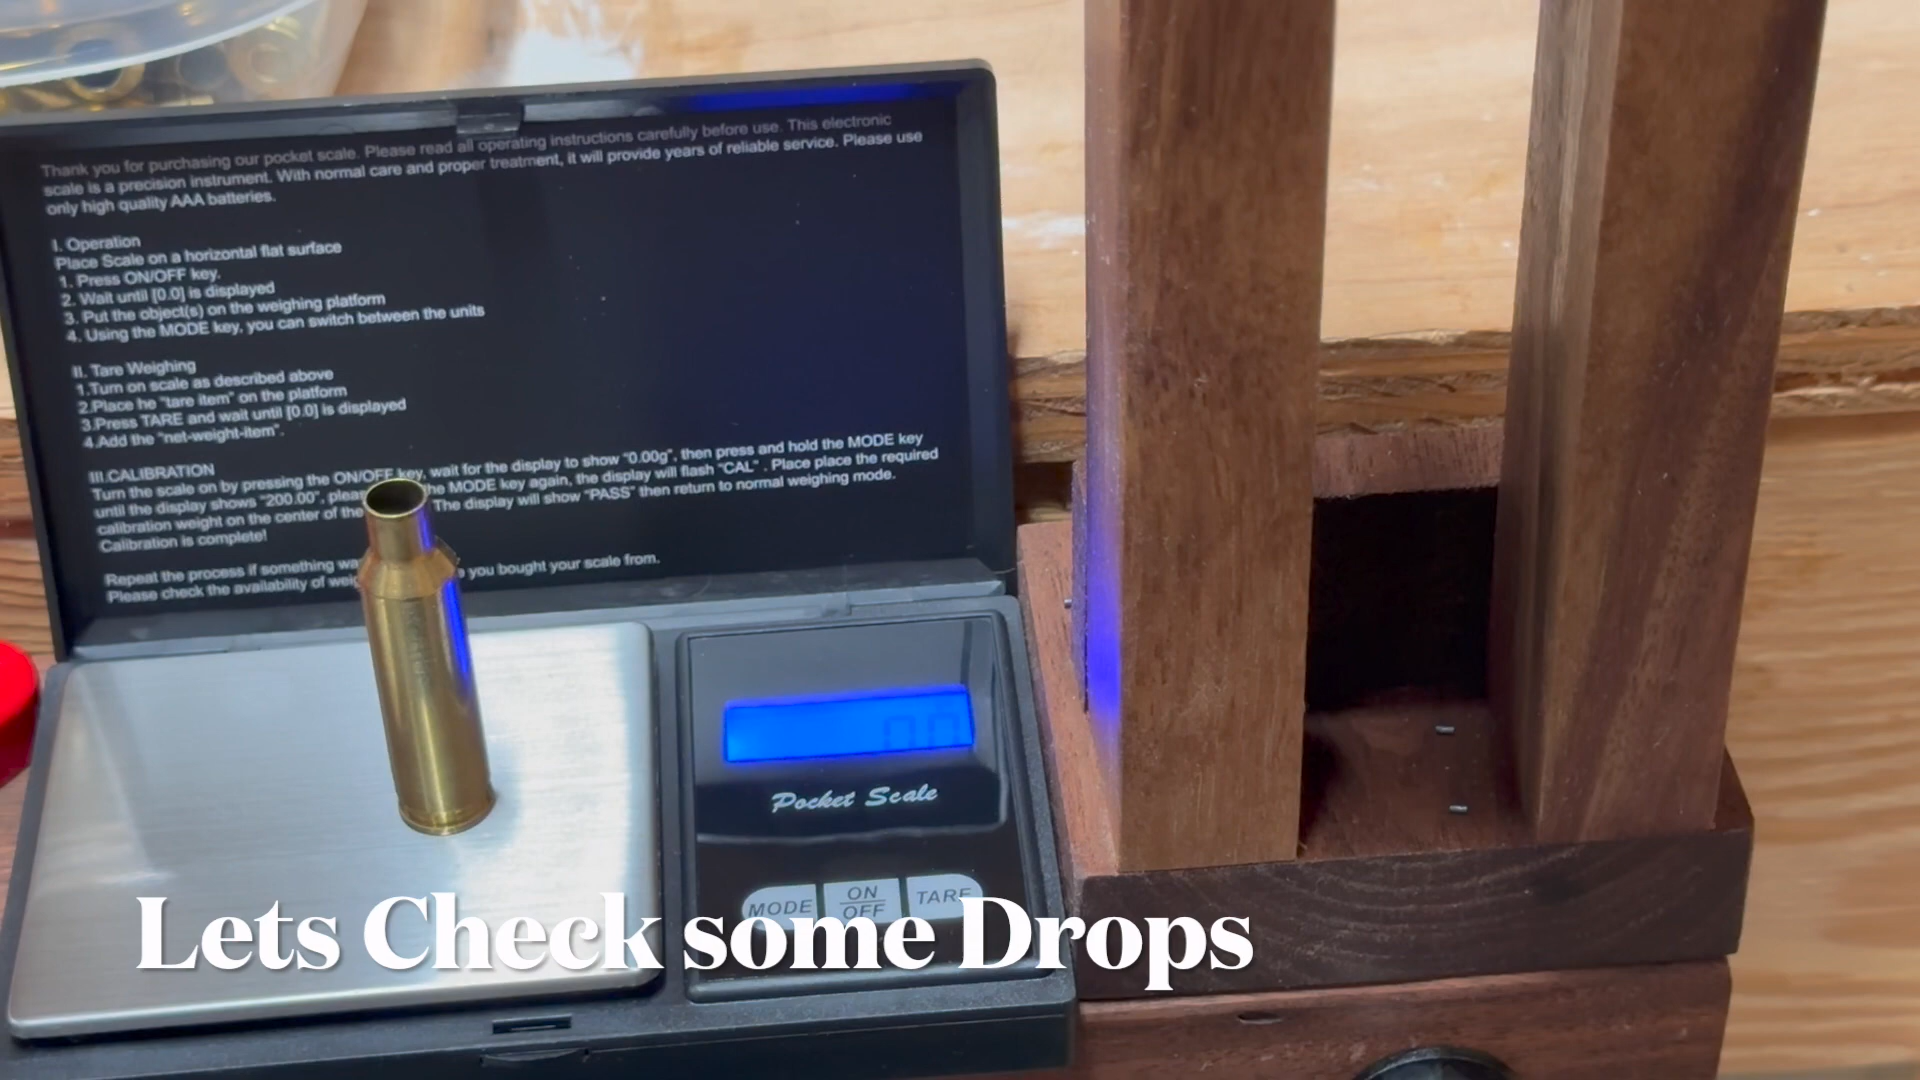 Thank you for purchasing our pocket scale. Please read all operating instructions carefully before use. This electronic
scale is a precision instrument. With normal care and proper treatment, it will provide years of reliable service. Please use
only high quality AAA batteries.
I. Operation
Place Scale on a horizontal flat surface
1. Press ON/OFF key.
2. Wait until [0.0] is displayed
3. Put the object(s) on the weighing platform
4. Using the MODE key, you can switch between the units
II. Tare Weighing
1.Turn on scale as described above
2.Place he "tare item" on the platform
3.Press TARE and wait until [0.0] is displayed
4.Add the "net-weight-item".
III.CALIBRATION
Turn the scale on by pressing the ON/OFF key, wait for the display to show "0.00g", then press and hold the MODE key
until the display shows "200.00", the MODE key again, the display will flash "CAL" . Place place the required
calibration weight on the center of the The display will show "PASS" then return to normal weighing mode.
Calibration is complete!
Repeat the process if something you bought your scale from.
Please check the availability of
0.0
Pocket Scale
MODE
ON
OFF
TARE
Lets Check some Drops